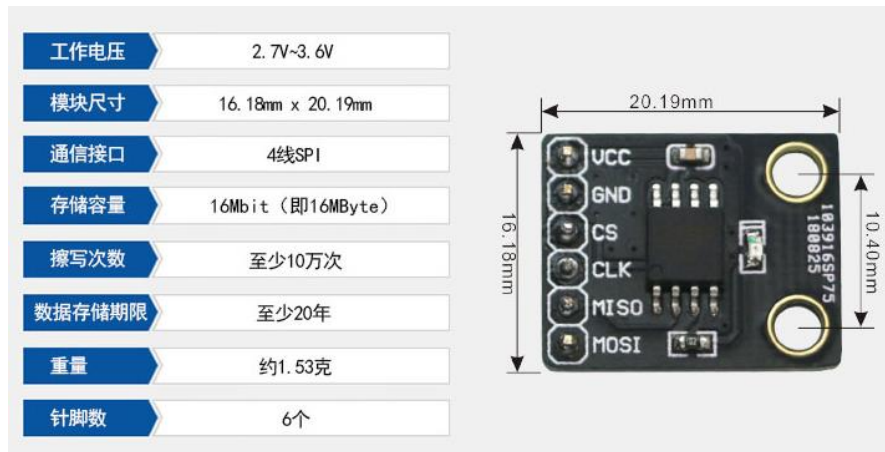 工作电压 2.7V~3.6V
模块尺寸 16.18mm x 20.19mm
通信接口 4线SPI
存储容量 16Mbit（即16MByte）
擦写次数 至少10万次
数据存储期限 至少20年
重量 约1.53克
针脚数 6个
20.19mm
16.18mm
10.40mm
VCC
GND
CS
CLK
MISO
MOSI
103916SP75
180825